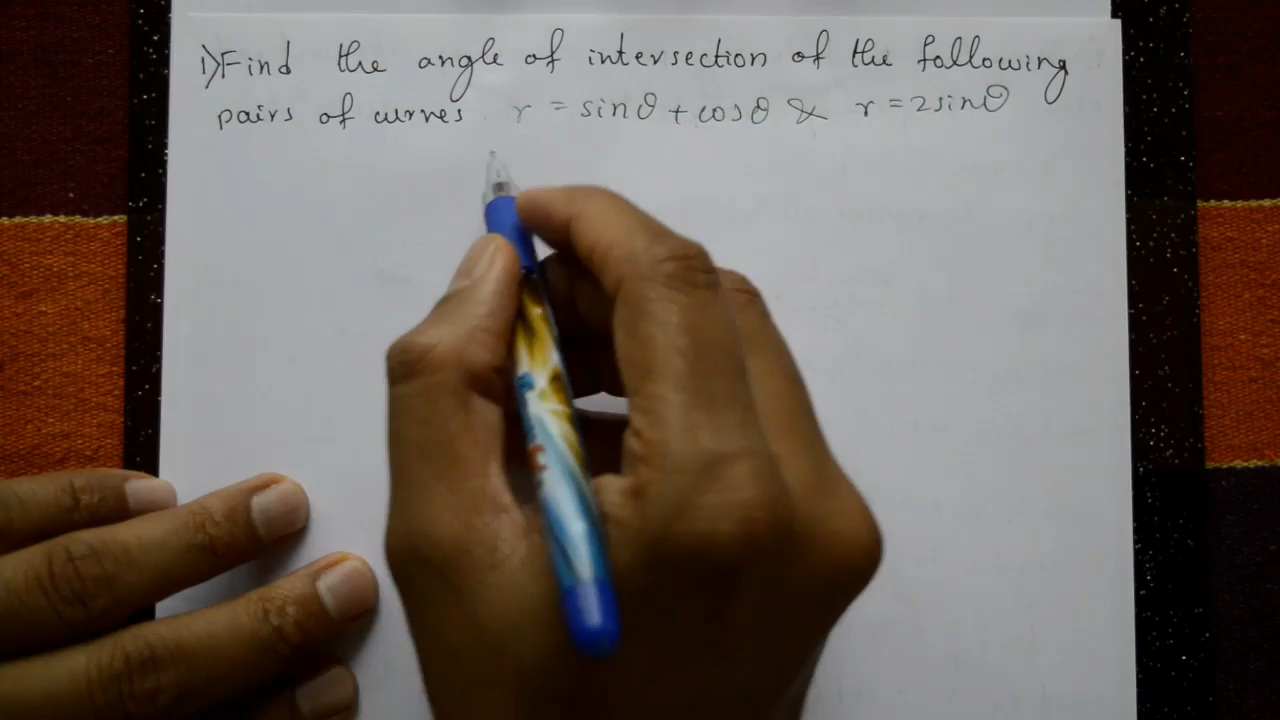 1) Find the angle of intersection of the following
pairs of curves r = sinθ + cosθ & r = 2sinθ